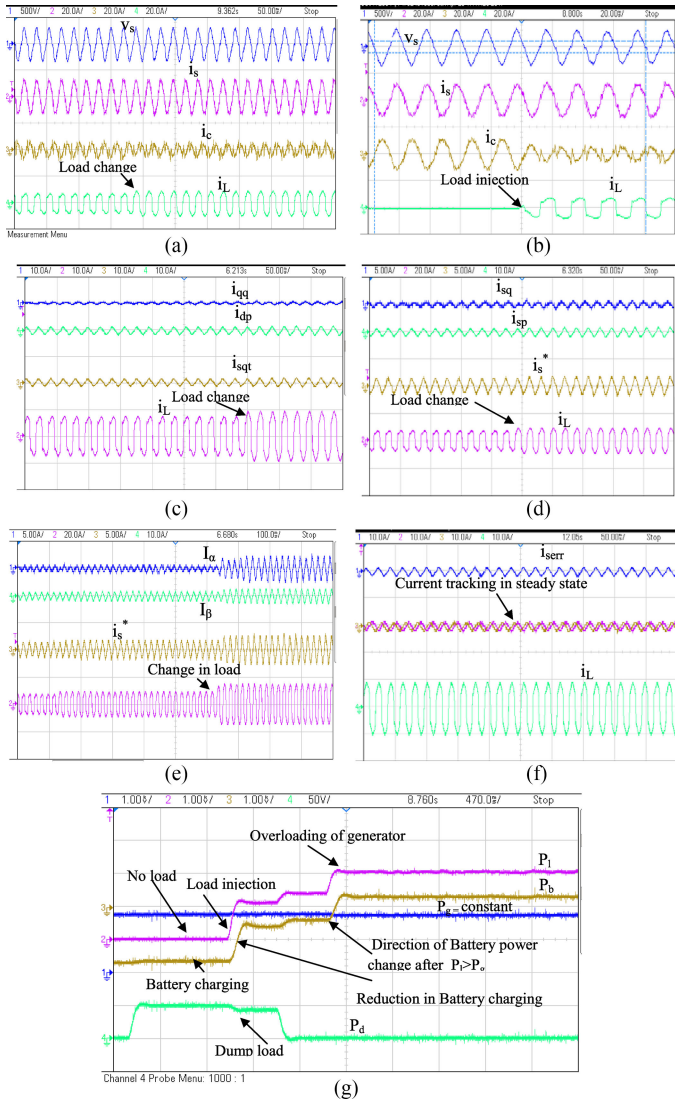 1 500V/ 2 20.0A/ 3 20.0A/ 4 20.0A/ 9.362s 50.00ms/ Stop
vs
is
ic
Load change
iL
Measurement Menu
(a)
500V/ 2 20.0A/ 3 20.0A/ 20.0A/ 8.800s 20.00ms/ Stop
vs
is
ic
Load injection
iL
(b)
1 10.0A/ 2 10.0A/ 3 10.0A/ 4 10.0A/ 6.213s 50.00ms/ Stop
iqq
idp
isqt
iL
Load change
(c)
1 5.00A/ 2 20.0A/ 3 5.00A/ 4 10.0A/ 6.320s 50.00ms/ Stop
isq
isp
is*
Load change
iL
(d)
1 5.00A/ 2 20.0A/ 3 5.00A/ 4 10.0A/ 6.680s 100.0ms/ Stop
Iα
Iβ
is*
Change in load
(e)
10.0A/ 2 10.0A/ 3 10.0A/ 4 10.0A/ 12.05s 50.00ms/ Stop
iserr
Current tracking in steady state
iL
(f)
1 1.00V/ 2 1.00V/ 3 1.00V/ 4 50V/ 8.760s 470.0ms/ Stop
Overloading of generator
Pl
No load
Load injection
Pb
Pg = constant
Direction of Battery power
change after Pl>Po
Battery charging
Reduction in Battery charging
Pd
Dump load
Channel 4 Probe Menu: 1000 : 1
(g)